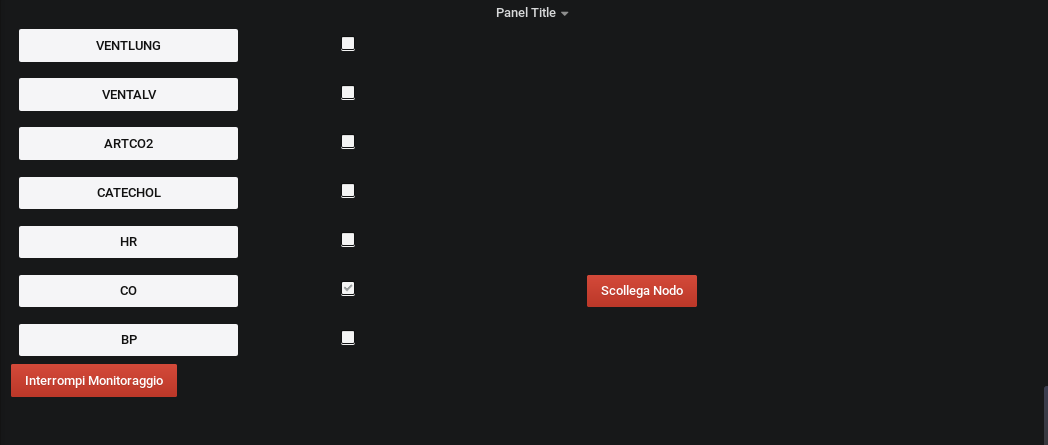 Panel Title
VENTLUNG
VENTALV
ARTCO2
CATECHOL
HR
CO
Scollega Nodo
BP
Interrompi Monitoraggio